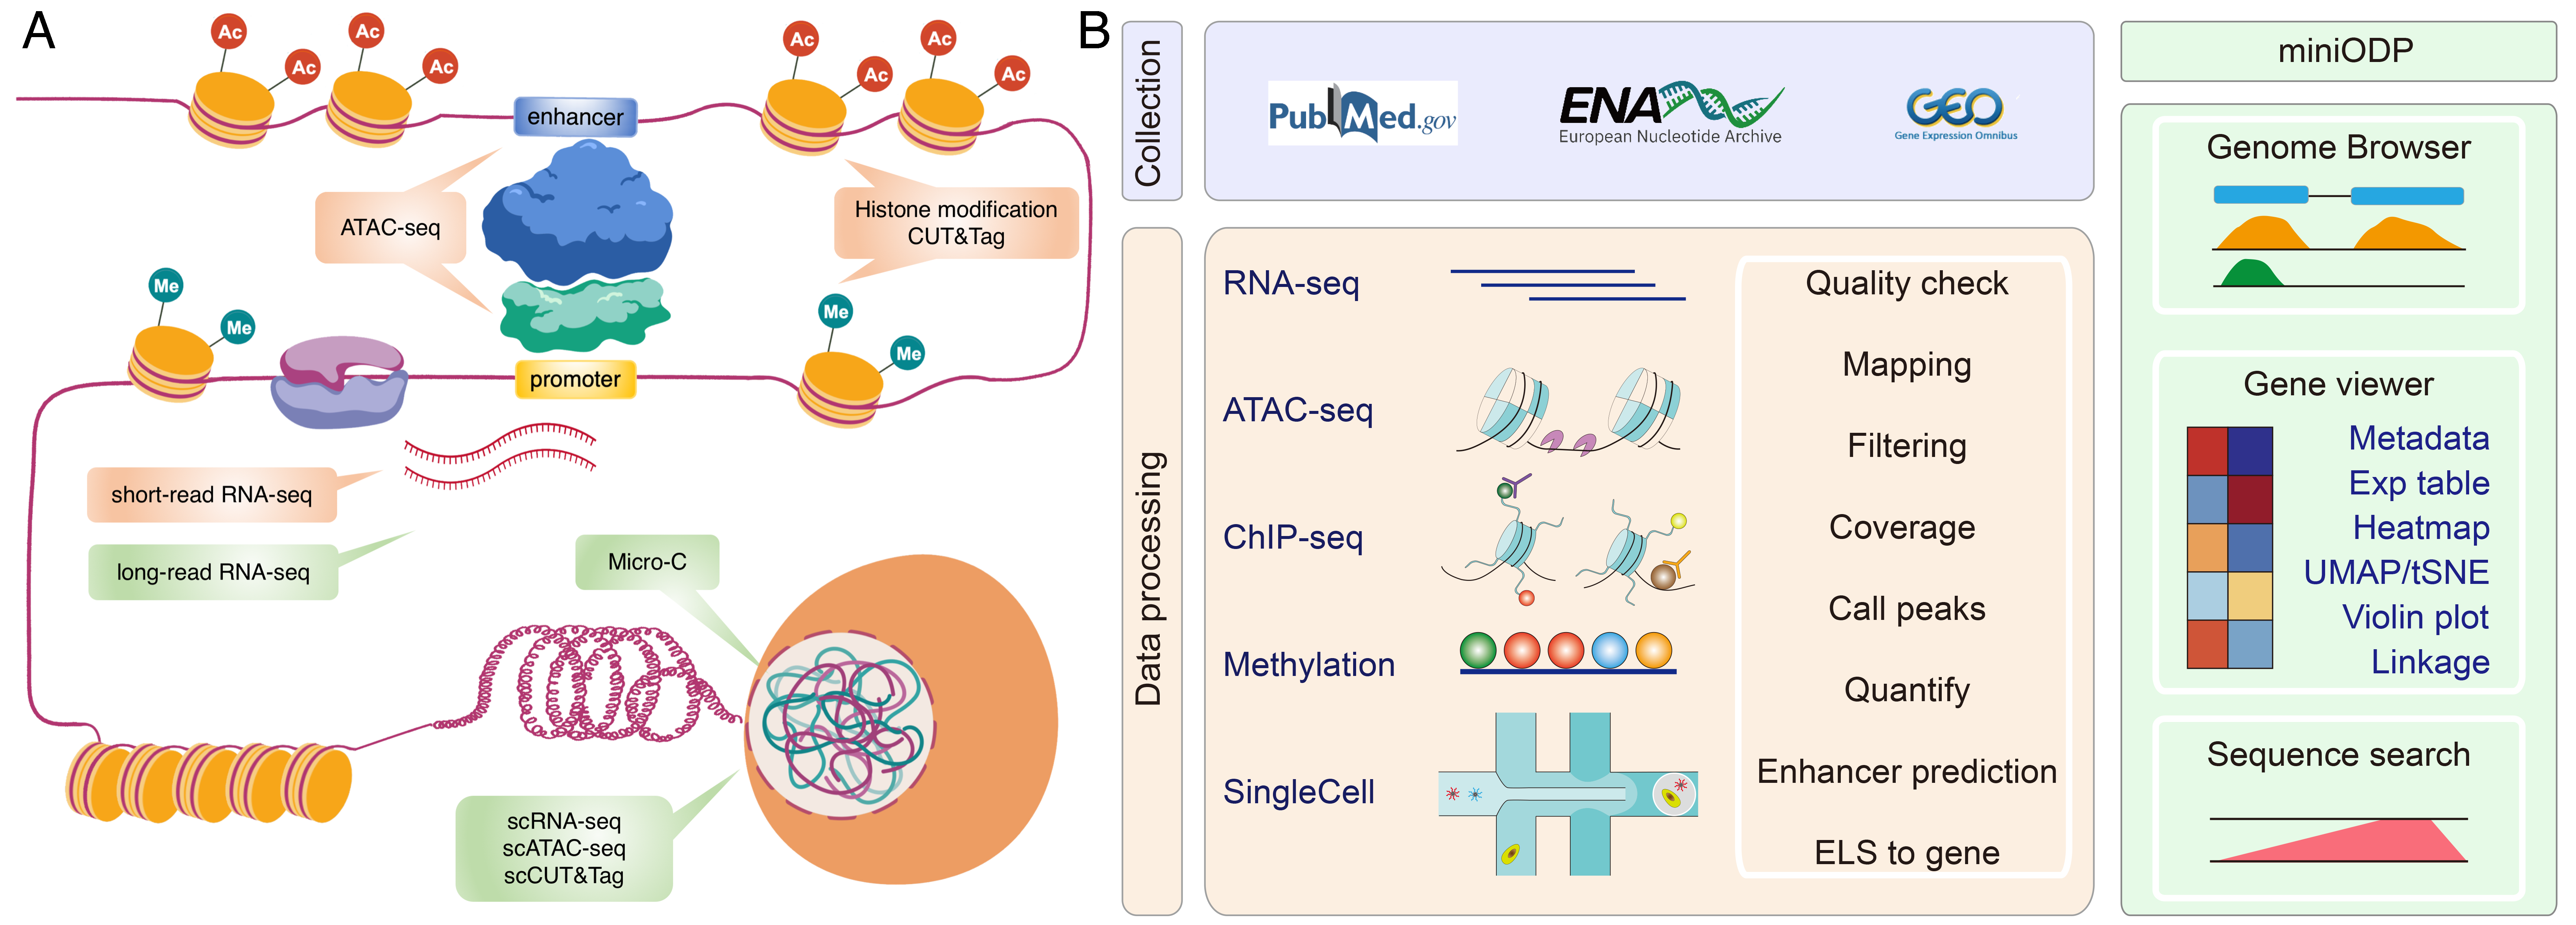 A
Ac
Ac
Ac
Ac
enhancer
Ac
Ac
Ac
Ac
ATAC-seq
Histone modification
CUT&Tag
Me
Me
promoter
Me
Me
short-read RNA-seq
long-read RNA-seq
Micro-C
scRNA-seq
scATAC-seq
scCUT&Tag
B
Collection
PubMed.gov
ENA
European Nucleotide Archive
GEO
Gene Expression Omnibus
Data processing
RNA-seq
ATAC-seq
ChIP-seq
Methylation
SingleCell
Quality check
Mapping
Filtering
Coverage
Call peaks
Quantify
Enhancer prediction
ELS to gene
miniODP
Genome Browser
Gene viewer
Metadata
Exp table
Heatmap
UMAP/tSNE
Violin plot
Linkage
Sequence search